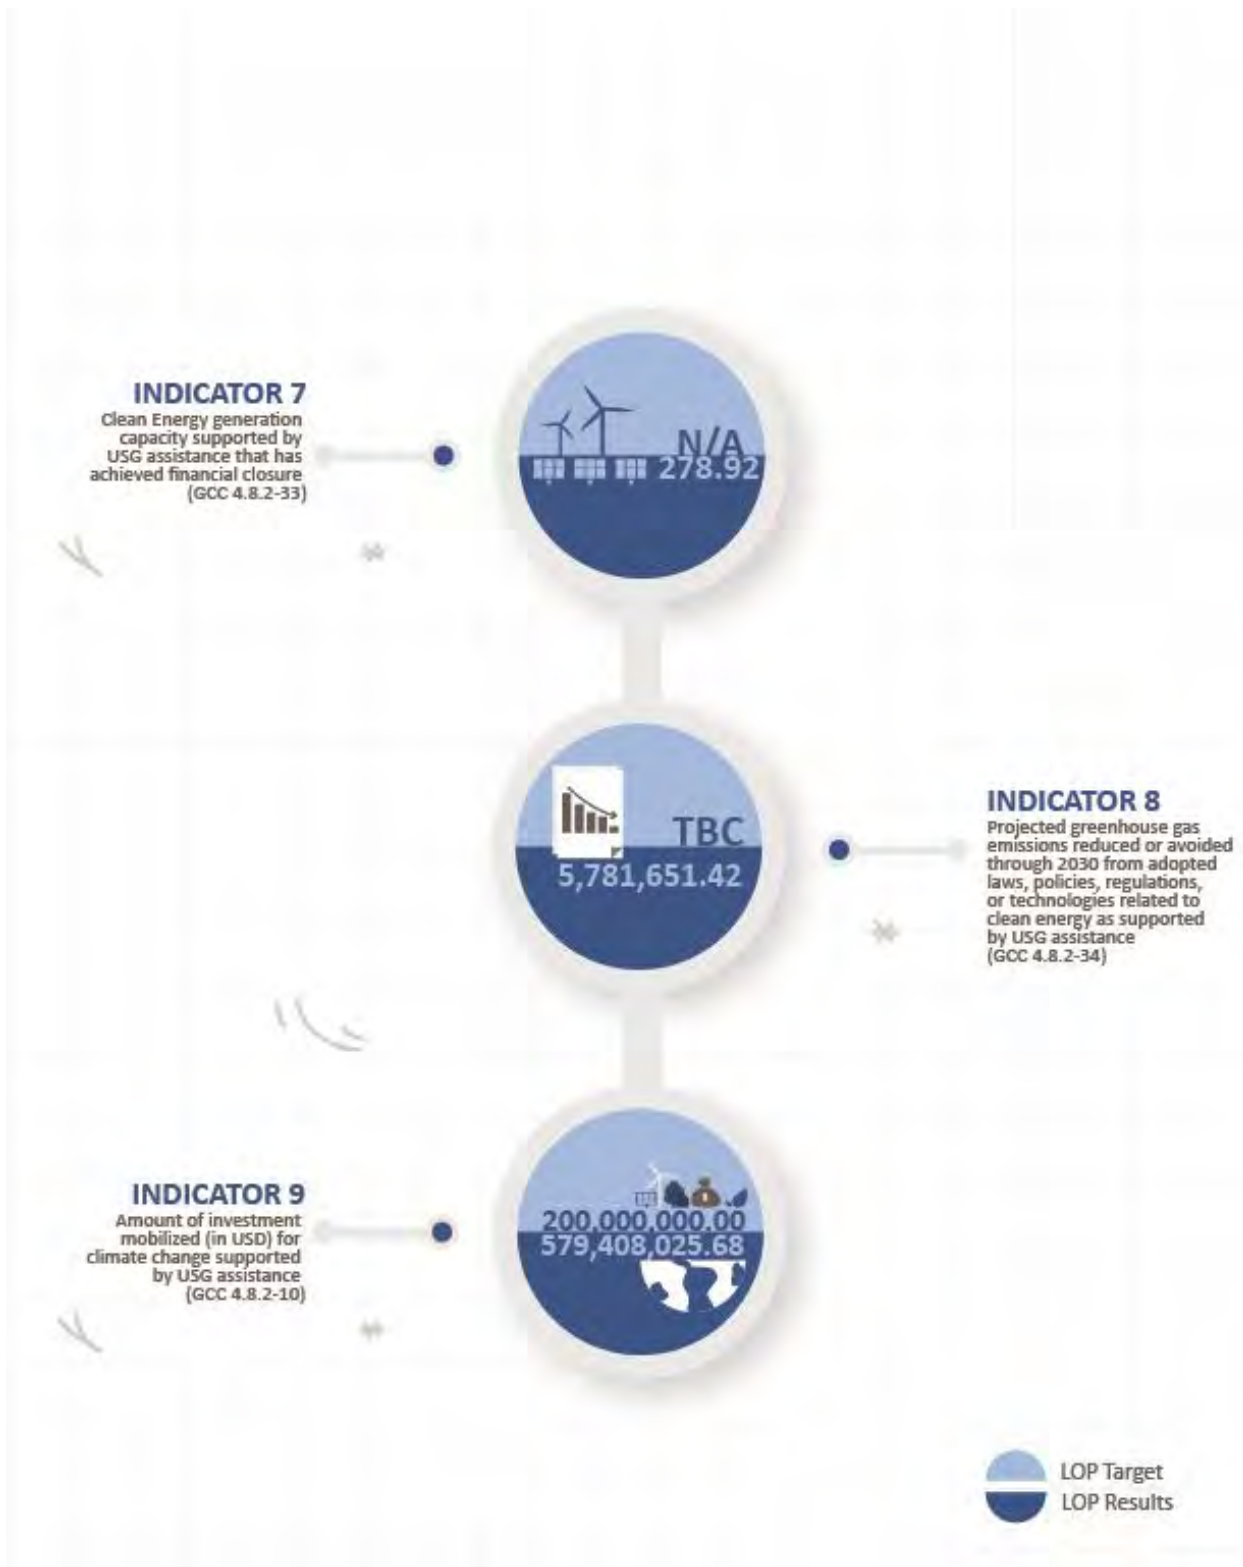 INDICATOR 7
Clean Energy generation
capacity supported by
USG assistance that has
achieved financial closure
(GCC 4.8.2-33)
N/A
278.92
TBC
5,781,651.42
INDICATOR 8
Projected greenhouse gas
emissions reduced or avoided
through 2030 from adopted
laws, policies, regulations,
or technologies related to
clean energy as supported
by USG assistance
(GCC 4.8.2-34)
INDICATOR 9
Amount of investment
mobilized (in USD) for
climate change supported
by USG assistance
(GCC 4.8.2-10)
200,000,000.00
579,408,025.68
LOP Target
LOP Results